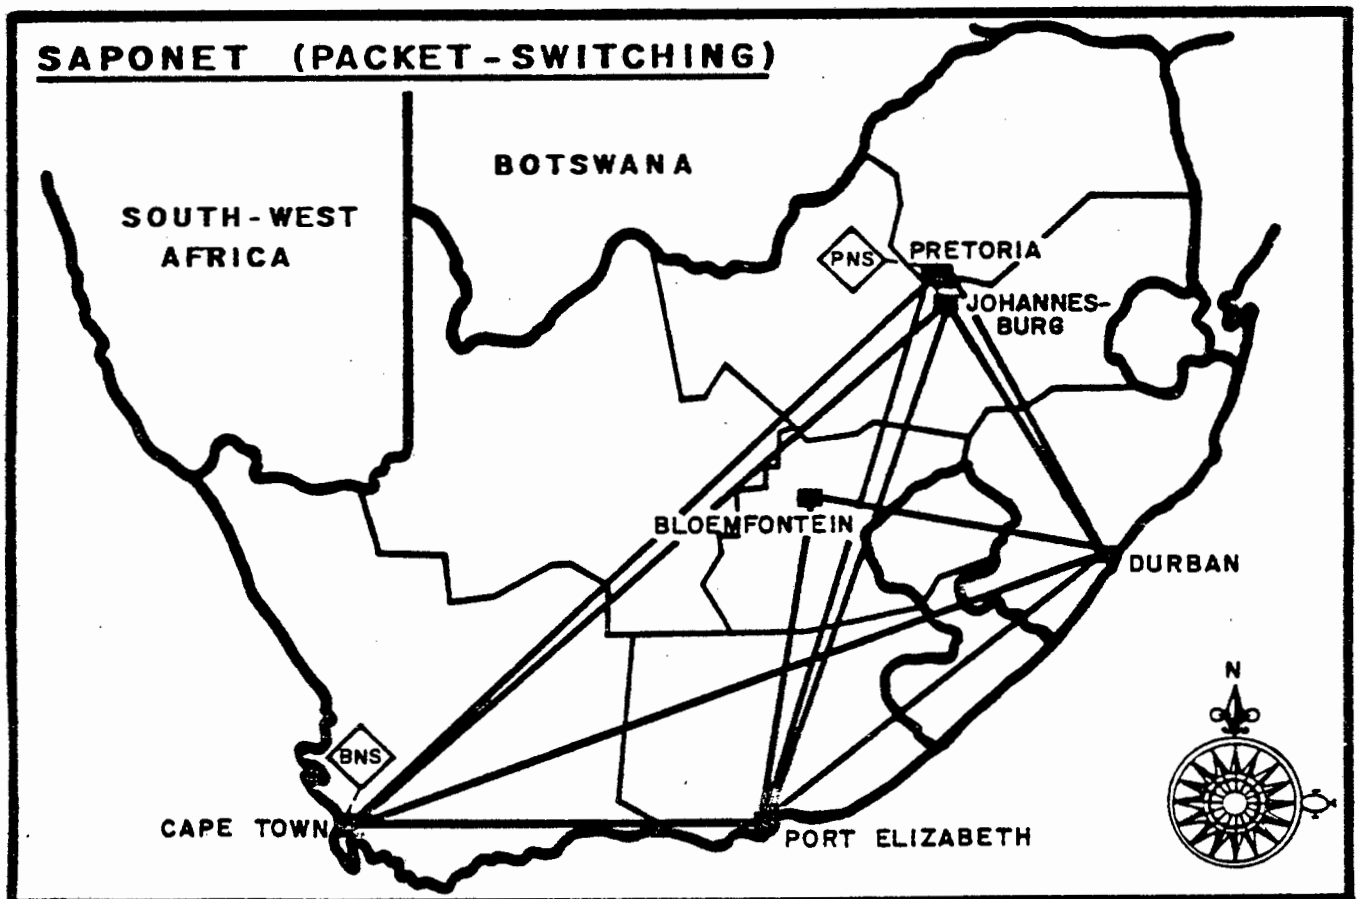 SAPONET (PACKET-SWITCHING)
BOTSWANA
SOUTH-WEST
AFRICA
PNS
PRETORIA
JOHANNES-
BURG
BLOEMFONTEIN
DURBAN
N
BNS
CAPE TOWN
PORT ELIZABETH